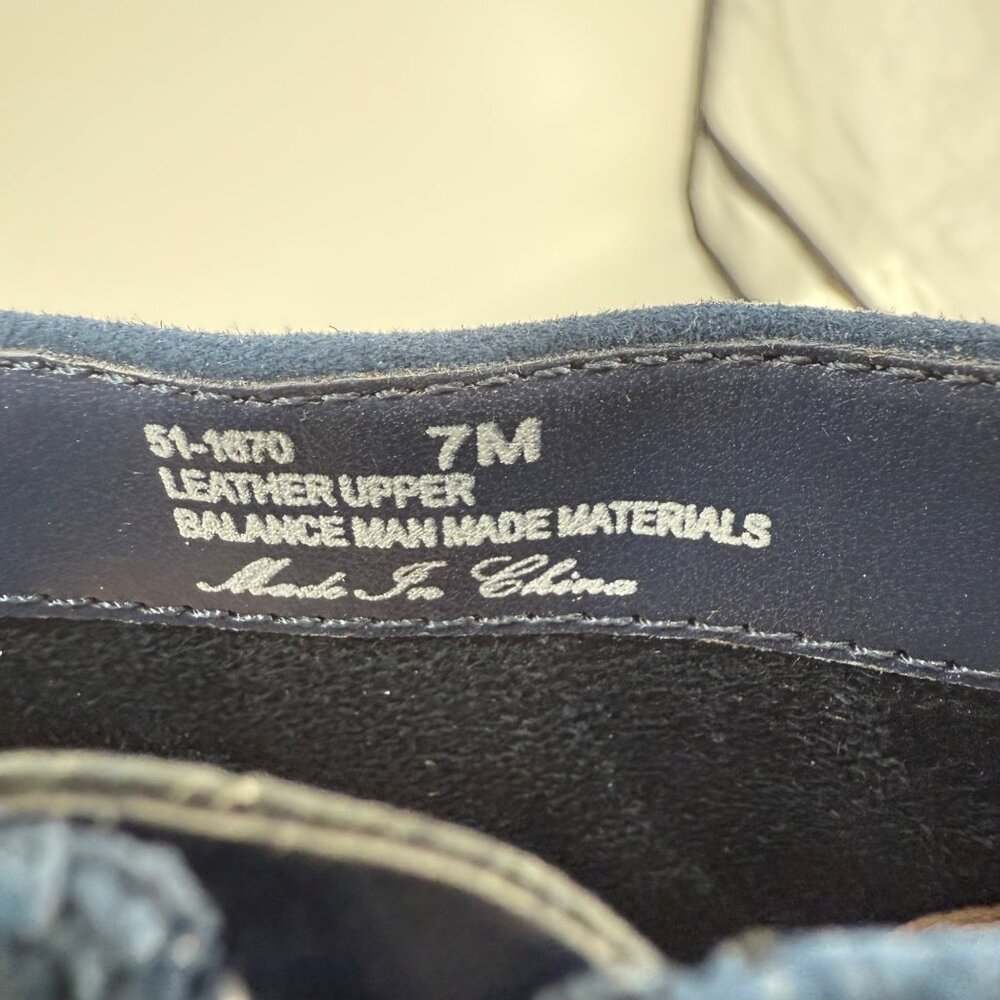 51-1670 7M
LEATHER UPPER
BALANCE MAN MADE MATERIALS
Made In China